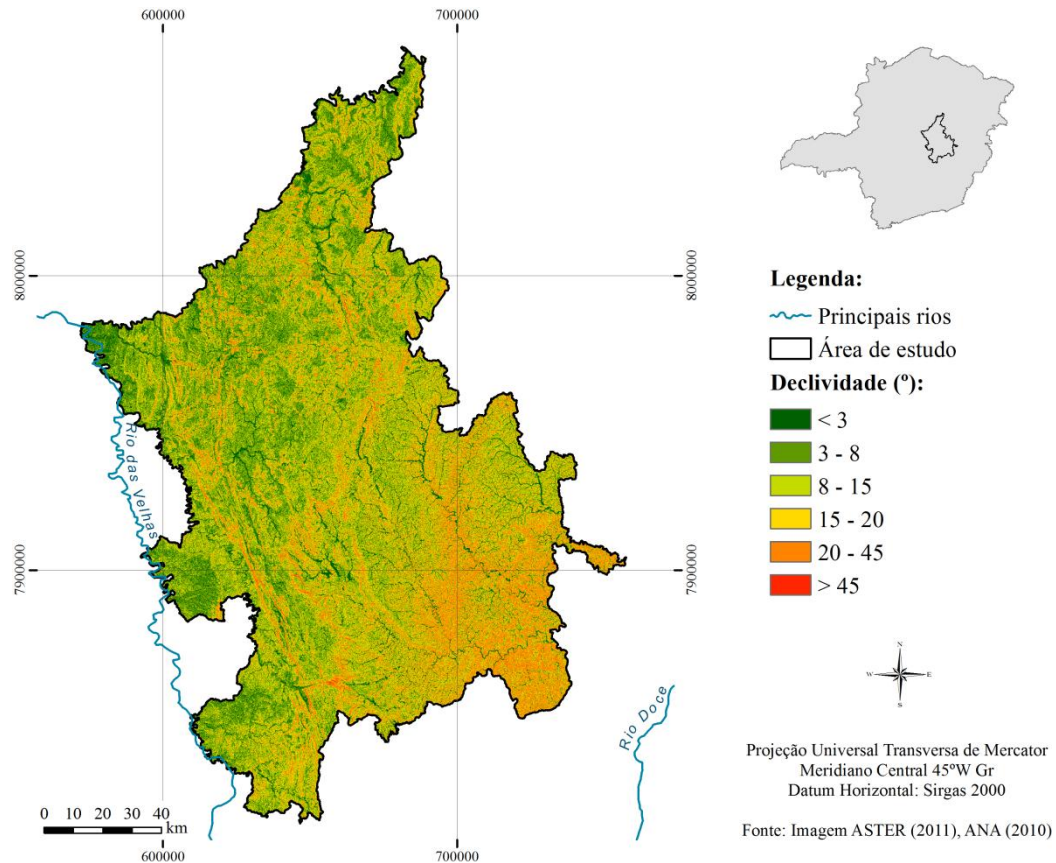 600000
700000
8000000
8000000
7900000
7900000
Rio das Velhas
Rio Doce
0 10 20 30 40
km
600000
700000
Legenda:
Principais rios
Área de estudo
Declividade (º):
< 3
3 - 8
8 - 15
15 - 20
20 - 45
> 45
N
W
E
S
Projeção Universal Transversa de Mercator
Meridiano Central 45ºW Gr
Datum Horizontal: Sirgas 2000
Fonte: Imagem ASTER (2011), ANA (2010)